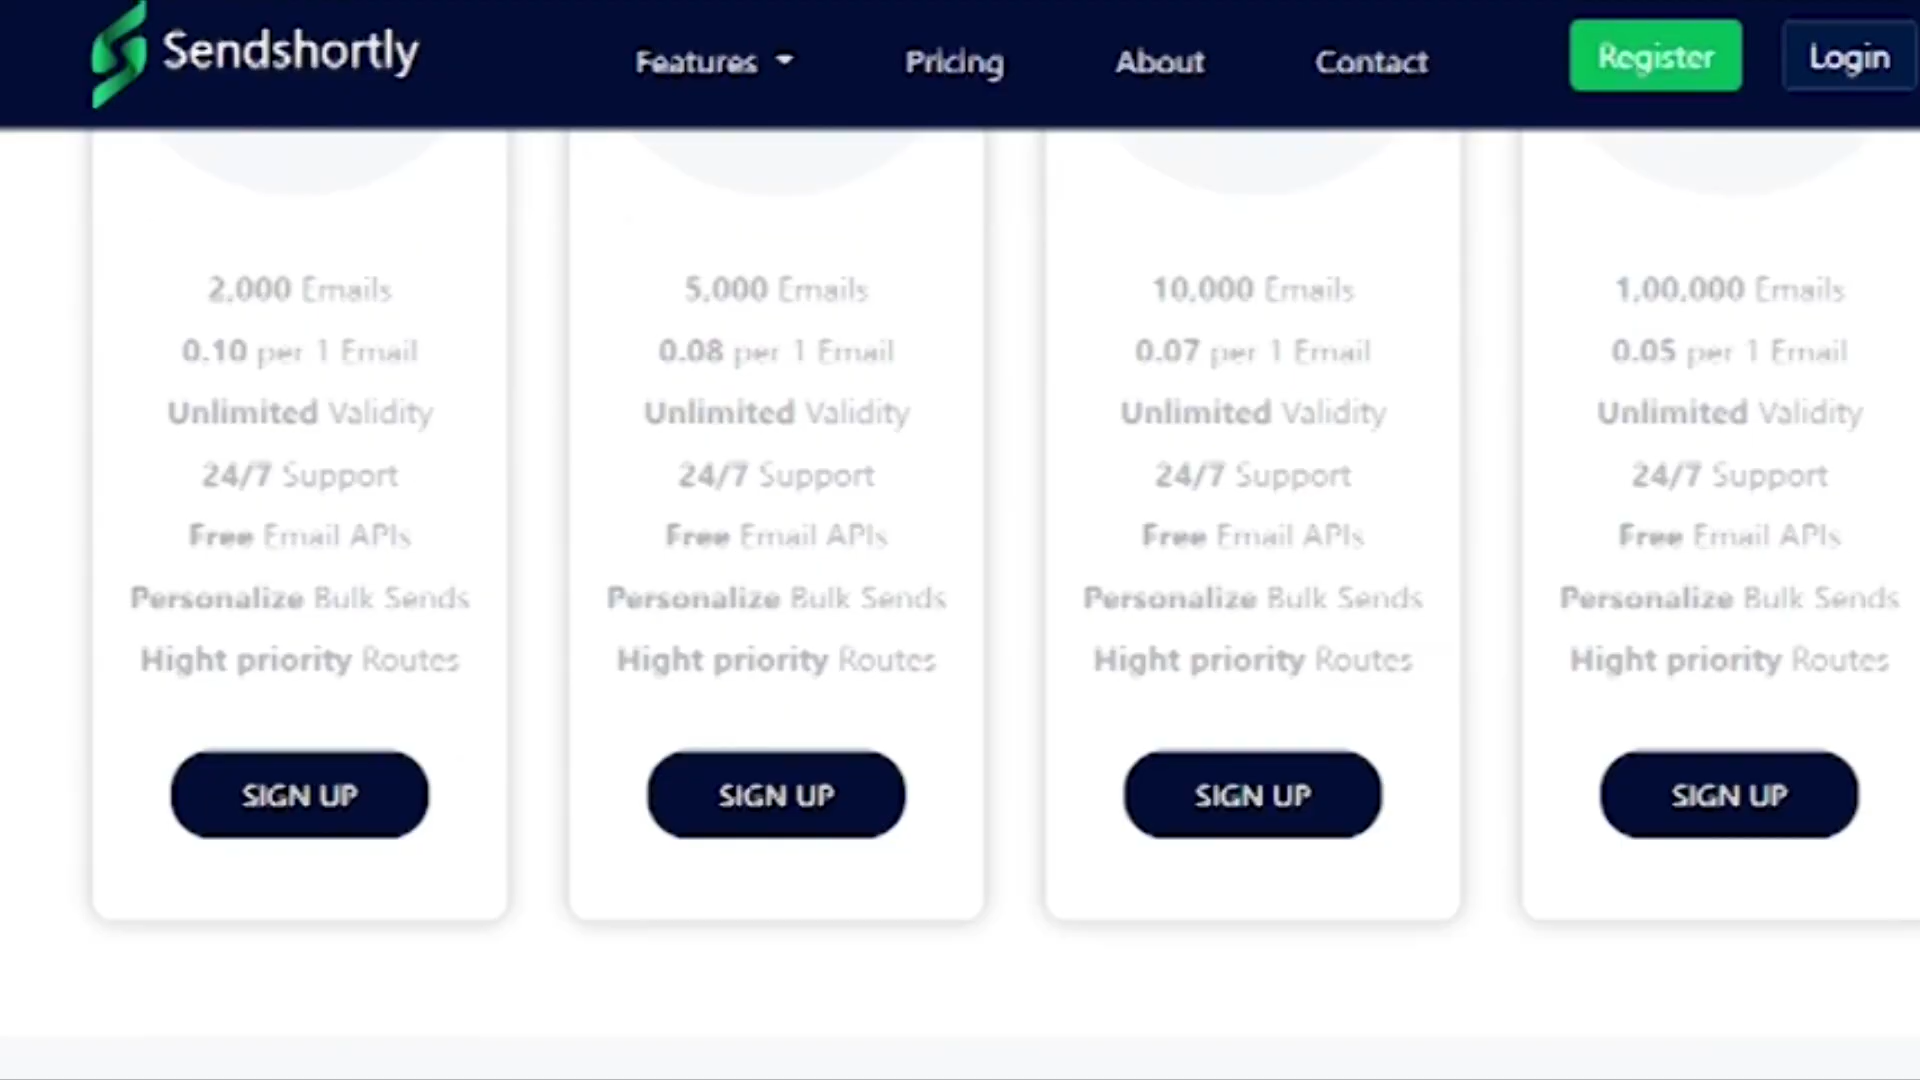 Sendshortly Features Pricing About Contact Register Login
2,000 Emails
0.10 per 1 Email
Unlimited Validity
24/7 Support
Free Email APIs
Personalize Bulk Sends
Hight priority Routes
SIGN UP
5,000 Emails
0.08 per 1 Email
Unlimited Validity
24/7 Support
Free Email APIs
Personalize Bulk Sends
Hight priority Routes
SIGN UP
10,000 Emails
0.07 per 1 Email
Unlimited Validity
24/7 Support
Free Email APIs
Personalize Bulk Sends
Hight priority Routes
SIGN UP
1,00,000 Emails
0.05 per 1 Email
Unlimited Validity
24/7 Support
Free Email APIs
Personalize Bulk Sends
Hight priority Routes
SIGN UP